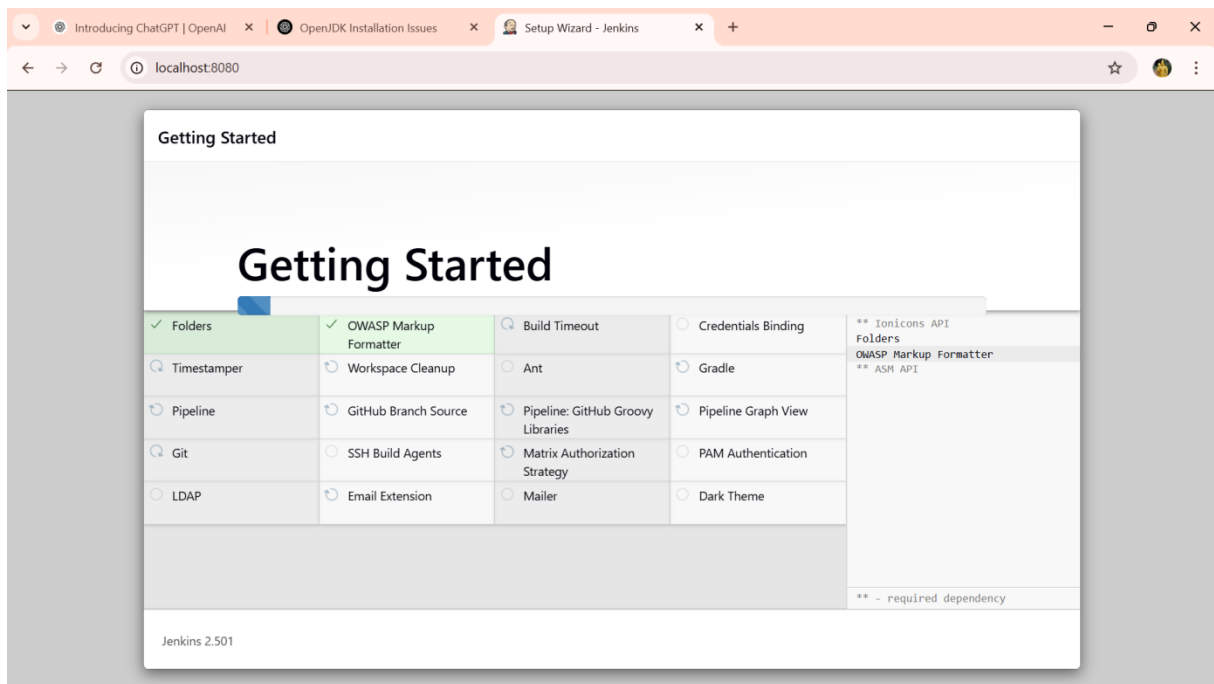 Introducing ChatGPT | OpenAI
OpenJDK Installation Issues
Setup Wizard - Jenkins
localhost:8080
Getting Started
Getting Started
Folders
OWASP Markup
Formatter
Build Timeout
Credentials Binding
Timestamper
Workspace Cleanup
Ant
Gradle
Pipeline
GitHub Branch Source
Pipeline: GitHub Groovy
Libraries
Pipeline Graph View
Git
SSH Build Agents
Matrix Authorization
Strategy
PAM Authentication
LDAP
Email Extension
Mailer
Dark Theme
** Ionicons API
Folders
OWASP Markup Formatter
** ASM API
** - required dependency
Jenkins 2.501